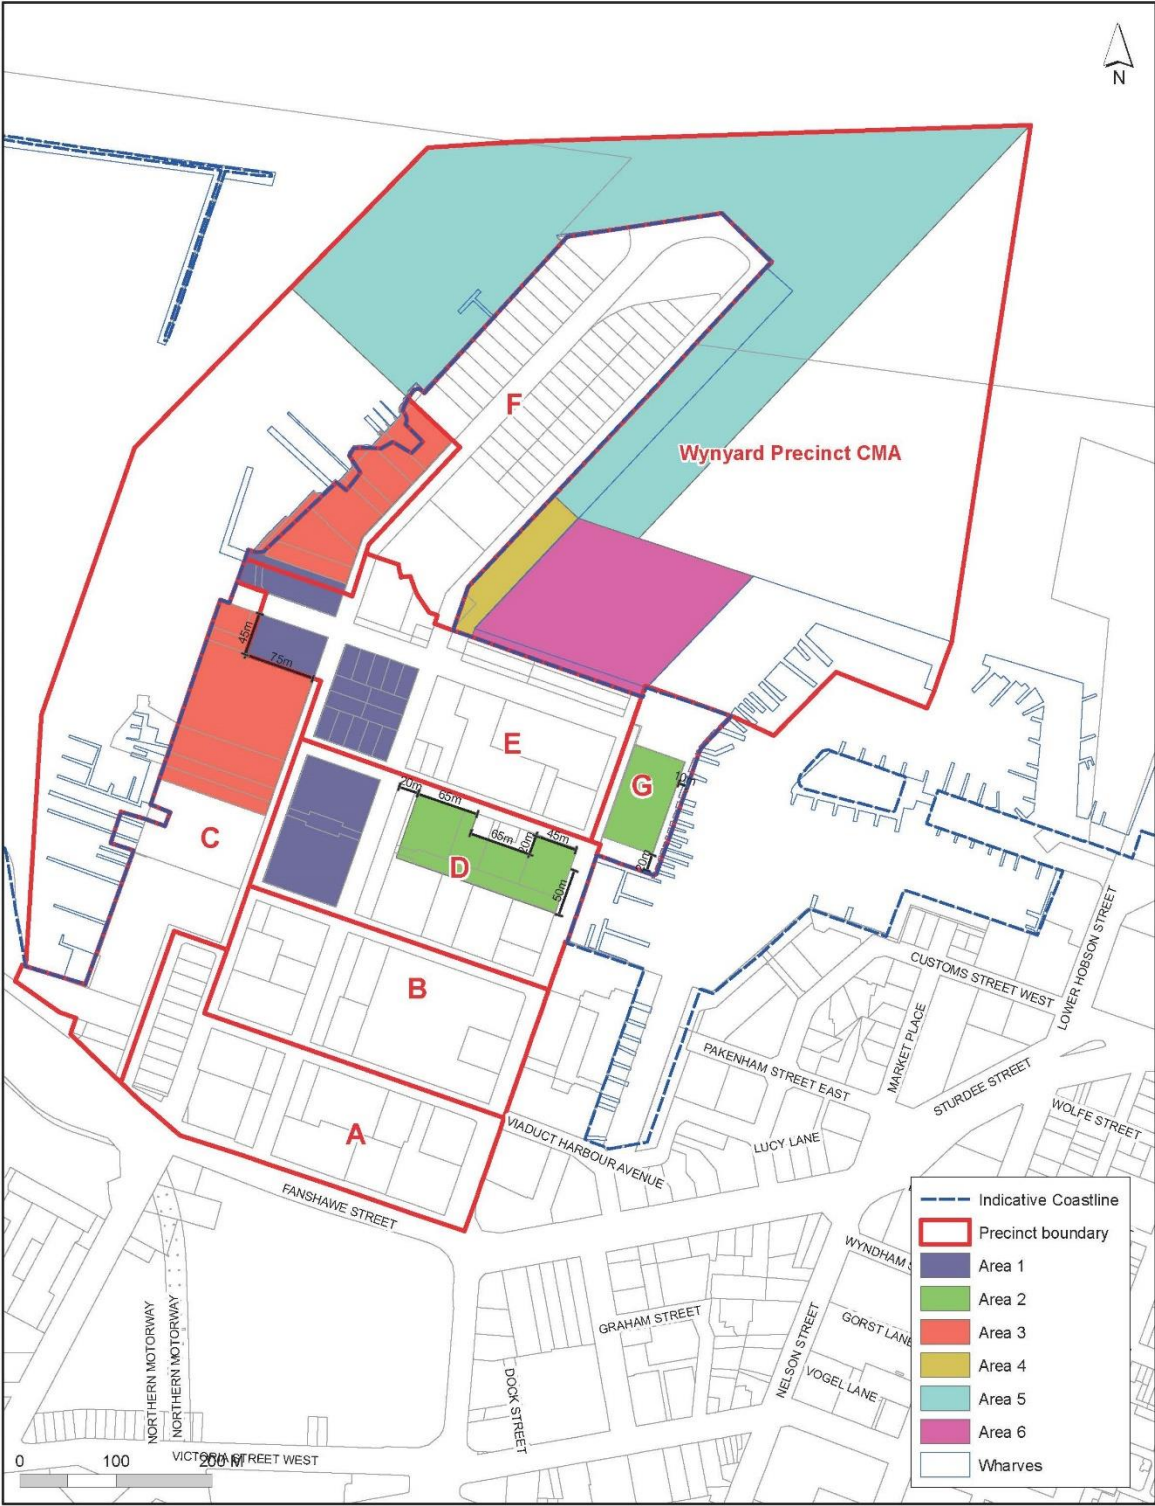 N
F
Wynyard Precinct CMA
45m
75m
E
G
10m
20m
65m
65m
20m
45m
20m
50m
C
D
B
A
CUSTOMS STREET WEST
LOWER HOBSON STREET
MARKET PLACE
PAKENHAM STREET EAST
STURDEE STREET
WOLFE STREET
LUCY LANE
VIADUCT HARBOUR AVENUE
FANSHAWE STREET
WYNDHAM S
GORST LANE
VOGEL LANE
NELSON STREET
GRAHAM STREET
DOCK STREET
NORTHERN MOTORWAY
NORTHERN MOTORWAY
VICTORIA STREET WEST
0 100 200 M
Indicative Coastline
Precinct boundary
Area 1
Area 2
Area 3
Area 4
Area 5
Area 6
Wharves